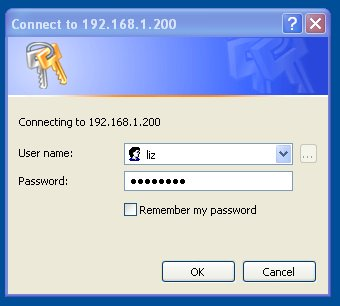 Connect to 192.168.1.200
Connecting to 192.168.1.200
User name: liz ...
Password: ●●●●●●●●
Remember my password
OK Cancel